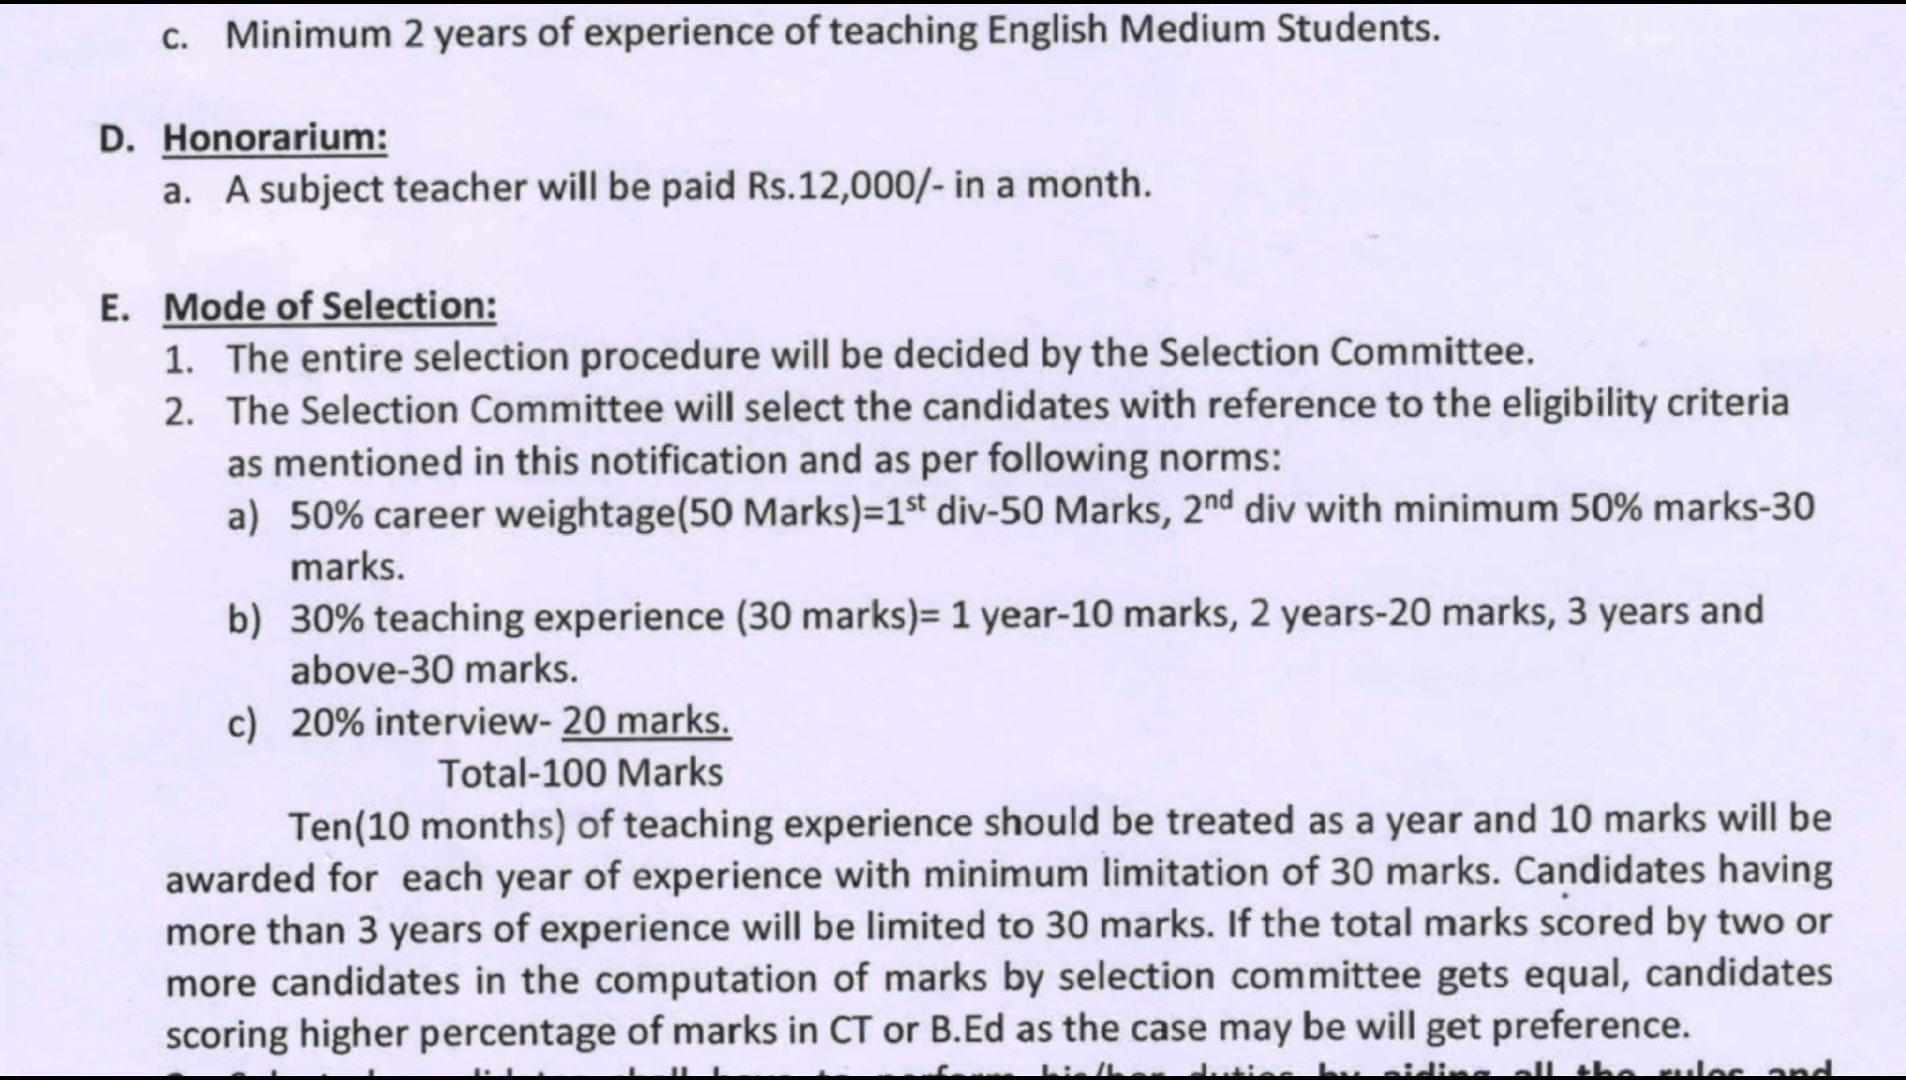 c. Minimum 2 years of experience of teaching English Medium Students.
D. Honorarium:
a. A subject teacher will be paid Rs.12,000/- in a month.
E. Mode of Selection:
1. The entire selection procedure will be decided by the Selection Committee.
2. The Selection Committee will select the candidates with reference to the eligibility criteria
as mentioned in this notification and as per following norms:
a) 50% career weightage(50 Marks)=1st div-50 Marks, 2nd div with minimum 50% marks-30
marks.
b) 30% teaching experience (30 marks)= 1 year-10 marks, 2 years-20 marks, 3 years and
above-30 marks.
c) 20% interview- 20 marks.
Total-100 Marks
Ten(10 months) of teaching experience should be treated as a year and 10 marks will be
awarded for each year of experience with minimum limitation of 30 marks. Candidates having
more than 3 years of experience will be limited to 30 marks. If the total marks scored by two or
more candidates in the computation of marks by selection committee gets equal, candidates
scoring higher percentage of marks in CT or B.Ed as the case may be will get preference.